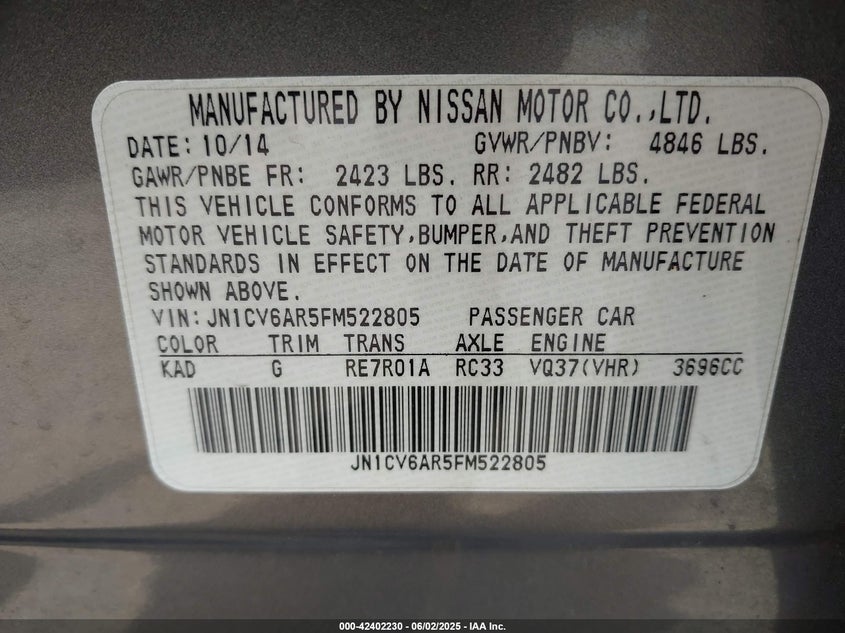 MANUFACTURED BY NISSAN MOTOR CO.,LTD.
DATE: 10/14 GVWR/PNBV: 4846 LBS.
GAWR/PNBE FR: 2423 LBS. RR: 2482 LBS.
THIS VEHICLE CONFORMS TO ALL APPLICABLE FEDERAL
MOTOR VEHICLE SAFETY,BUMPER,AND THEFT PREVENTION
STANDARDS IN EFFECT ON THE DATE OF MANUFACTURE
SHOWN ABOVE.
VIN: JN1CV6AR5FM522805 PASSENGER CAR
COLOR TRIM TRANS AXLE ENGINE
KAD G RE7R01A RC33 VQ37(VHR) 3696CC
JN1CV6AR5FM522805
000-42402230 - 06/02/2025 - IAA Inc.